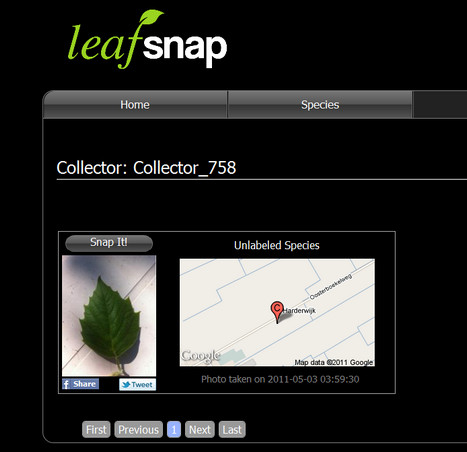 leafsnap
Home Species
Collector: Collector_758
Snap It!
Unlabeled Species
Oosterboekelweg
C
Harderwijk
Google
Map data ©2011 Google
f Share
Tweet
Photo taken on 2011-05-03 03:59:30
First Previous 1 Next Last